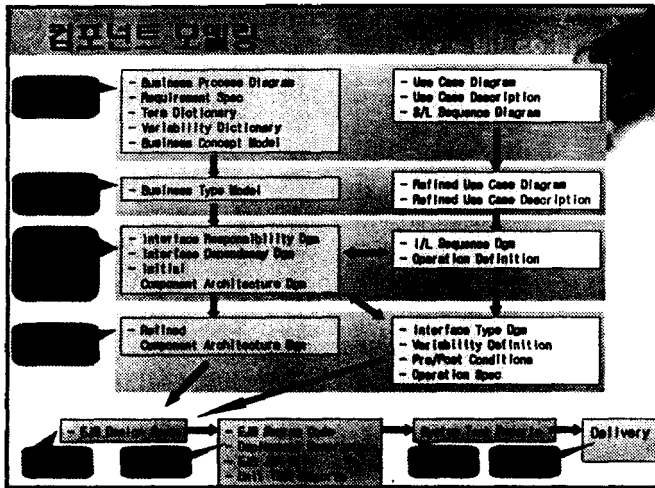 컴포넌트 모델링
- Business Process Diagram
- Requirement Spec
- Term Dictionary
- Variability Dictionary
- Business Concept Model
- Use Case Diagram
- Use Case Description
- S/L Sequence Diagram
- Business Type Model
- Refined Use Case Diagram
- Refined Use Case Description
- Interface Responsibility Dgm
- Interface Dependency Dgm
- Initial
Component Architecture Dgm
- I/L Sequence Dgm
- Operation Definition
- Refined
Component Architecture Dgm
- Interface Type Dgm
- Variability Definition
- Pre/Post Conditions
- Operation Spec
- EJB Design
- EJB
Delivery